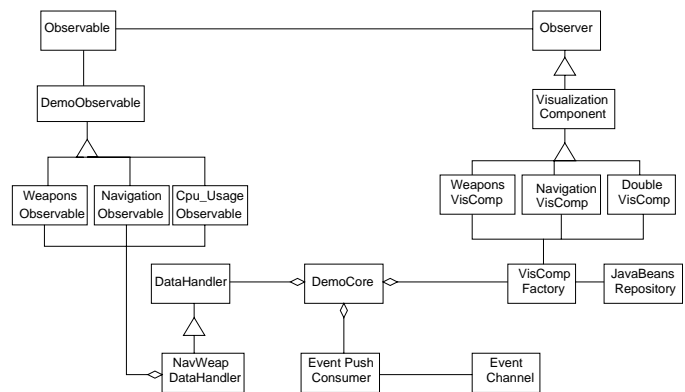 Observable
Observer
DemoObservable
Visualization
Component
Weapons
Observable
Navigation
Observable
Cpu_Usage
Observable
Weapons
VisComp
Navigation
VisComp
Double
VisComp
DataHandler
DemoCore
VisComp
Factory
JavaBeans
Repository
NavWeap
DataHandler
Event Push
Consumer
Event
Channel